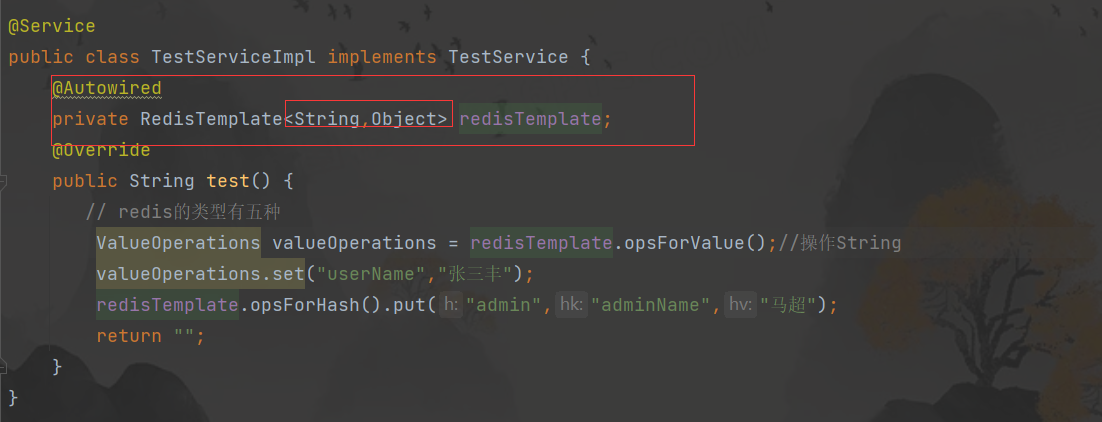 @Service
public class TestServiceImpl implements TestService {
@Autowired
private RedisTemplate<String,Object> redisTemplate;
@Override
public String test() {
// redis的类型有五种
ValueOperations valueOperations = redisTemplate.opsForValue();//操作String
valueOperations.set("userName","张三丰");
redisTemplate.opsForHash().put( h: "admin", hk: "adminName", hv: "马超");
return "";
}
}